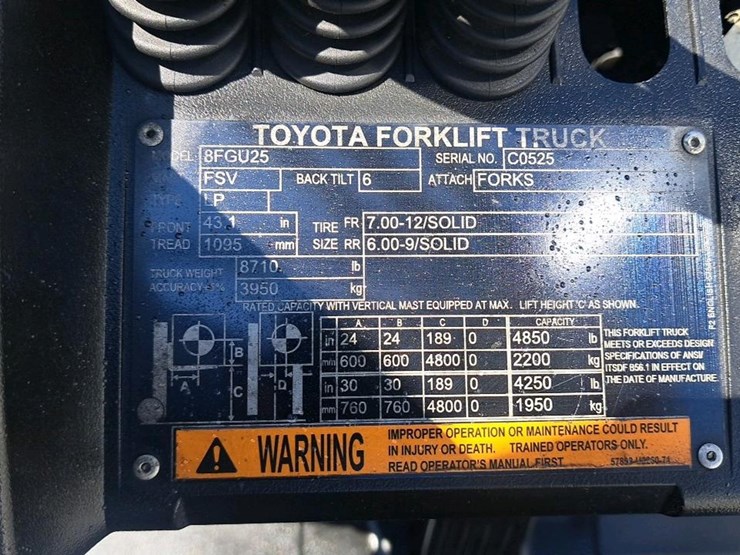 TOYOTA FORKLIFT TRUCK
MODEL 8FGU25 SERIAL NO. C0525
FSV BACK TILT 6 ATTACH FORKS
TYPE LP
FRONT 43.1 in TIRE FR 7.00-12/SOLID
TREAD 1095 mm SIZE RR 6.00-9/SOLID
TRUCK WEIGHT 8710 lb
ACCURACY ±5% 3950 kg
RATED CAPACITY WITH VERTICAL MAST EQUIPPED AT MAX. LIFT HEIGHT 'C' AS SHOWN.
A B C D CAPACITY
in 24 24 189 0 4850 lb
mm 600 600 4800 0 2200 kg
in 30 30 189 0 4250 lb
mm 760 760 4800 0 1950 kg
A B C D
THIS FORKLIFT TRUCK
MEETS OR EXCEEDS DESIGN
SPECIFICATIONS OF ANSI/
ITSDF B56.1 IN EFFECT ON
THE DATE OF MANUFACTURE
WARNING
IMPROPER OPERATION OR MAINTENANCE COULD RESULT
IN INJURY OR DEATH. TRAINED OPERATORS ONLY.
READ OPERATOR'S MANUAL FIRST